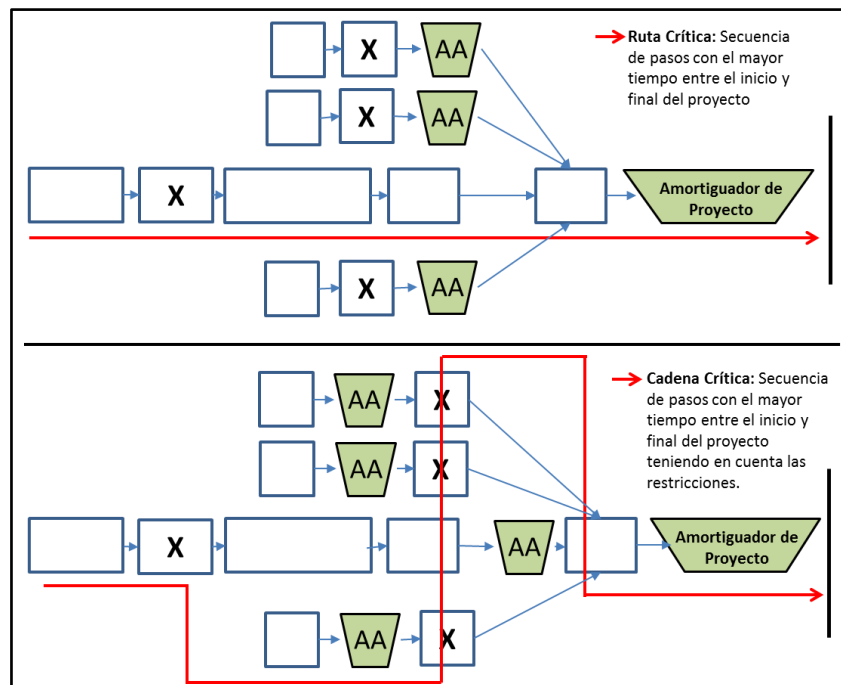 X AA
Ruta Crítica: Secuencia
de pasos con el mayor
tiempo entre el inicio y
final del proyecto
X AA
X
Amortiguador de
Proyecto
X AA
AA X
Cadena Crítica: Secuencia
de pasos con el mayor
tiempo entre el inicio y
final del proyecto
teniendo en cuenta las
restricciones.
AA X
X AA
Amortiguador de
Proyecto
AA X